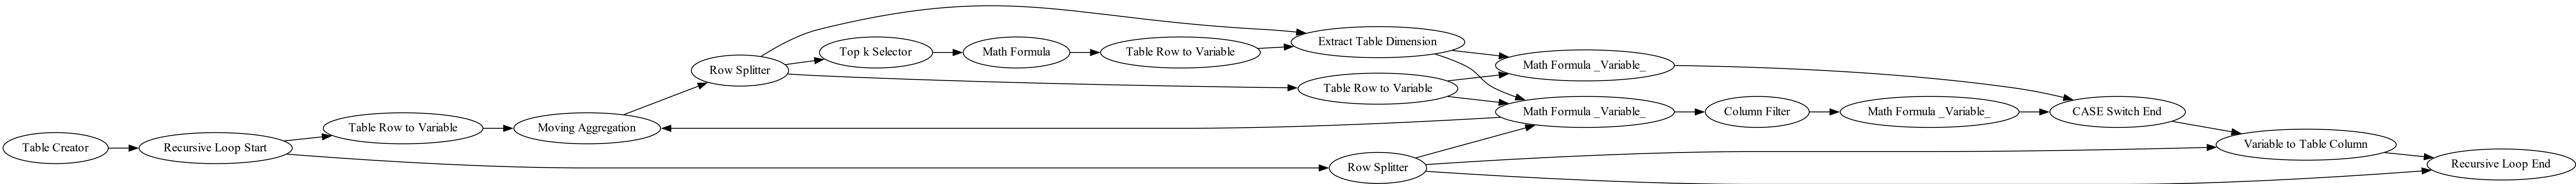 Table Creator
Recursive Loop Start
Table Row to Variable
Moving Aggregation
Row Splitter
Top k Selector
Math Formula
Table Row to Variable
Extract Table Dimension
Table Row to Variable
Math Formula _Variable_
Math Formula _Variable_
Row Splitter
Column Filter
Math Formula _Variable_
CASE Switch End
Variable to Table Column
Recursive Loop End